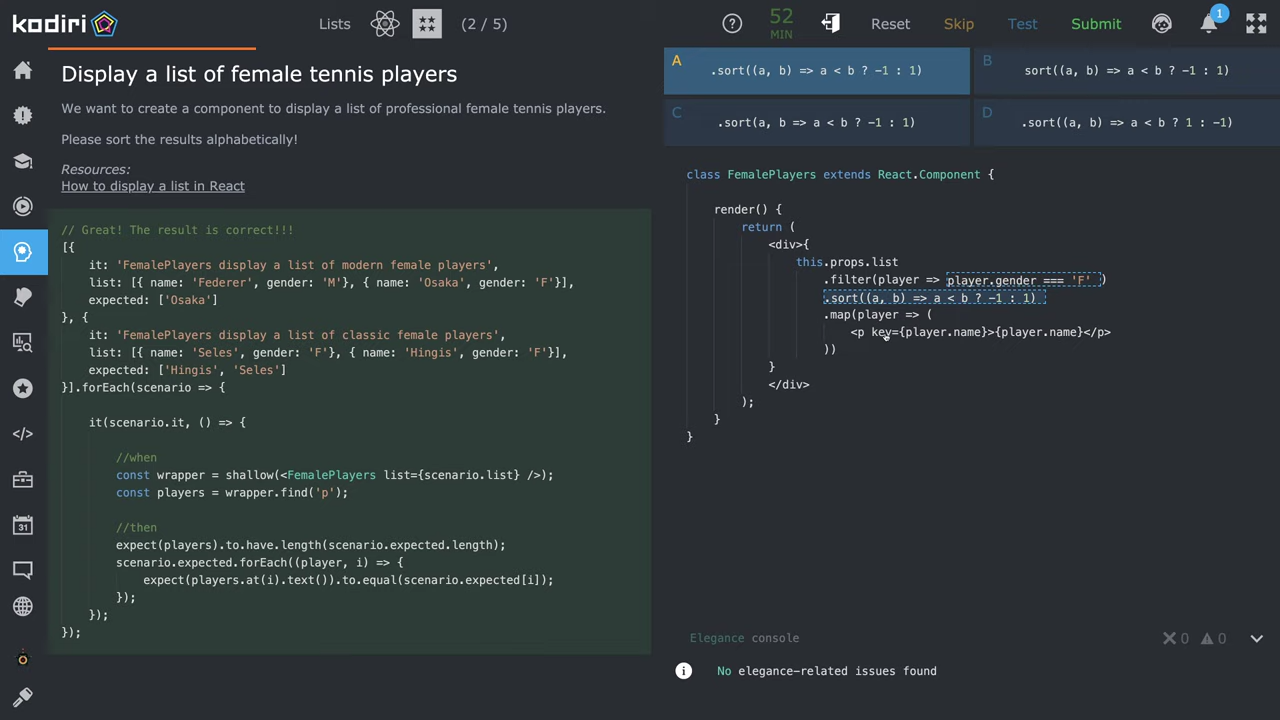 kodiri
Lists
(2 / 5)
52
MIN
Reset
Skip
Test
Submit
1
Display a list of female tennis players
We want to create a component to display a list of professional female tennis players.
Please sort the results alphabetically!
Resources:
How to display a list in React
// Great! The result is correct!!!
[{
it: 'FemalePlayers display a list of modern female players',
list: [{ name: 'Federer', gender: 'M'}, { name: 'Osaka', gender: 'F'}],
expected: ['Osaka']
}, {
it: 'FemalePlayers display a list of classic female players',
list: [{ name: 'Seles', gender: 'F'}, { name: 'Hingis', gender: 'F'}],
expected: ['Hingis', 'Seles']
}].forEach(scenario => {
it(scenario.it, () => {
//when
const wrapper = shallow(<FemalePlayers list={scenario.list} />);
const players = wrapper.find('p');
//then
expect(players).to.have.length(scenario.expected.length);
scenario.expected.forEach((player, i) => {
expect(players.at(i).text()).to.equal(scenario.expected[i]);
});
});
});
31
A
.sort((a, b) => a < b ? -1 : 1)
B
sort((a, b) => a < b ? -1 : 1)
C
.sort(a, b => a < b ? -1 : 1)
D
.sort((a, b) => a < b ? 1 : -1)
class FemalePlayers extends React.Component {
render() {
return (
<div>{
this.props.list
.filter(player => player.gender === 'F' )
.sort((a, b) => a < b ? -1 : 1)
.map(player => (
<p key={player.name}>{player.name}</p>
))
}
</div>
);
}
}
Elegance console
0
0
No elegance-related issues found